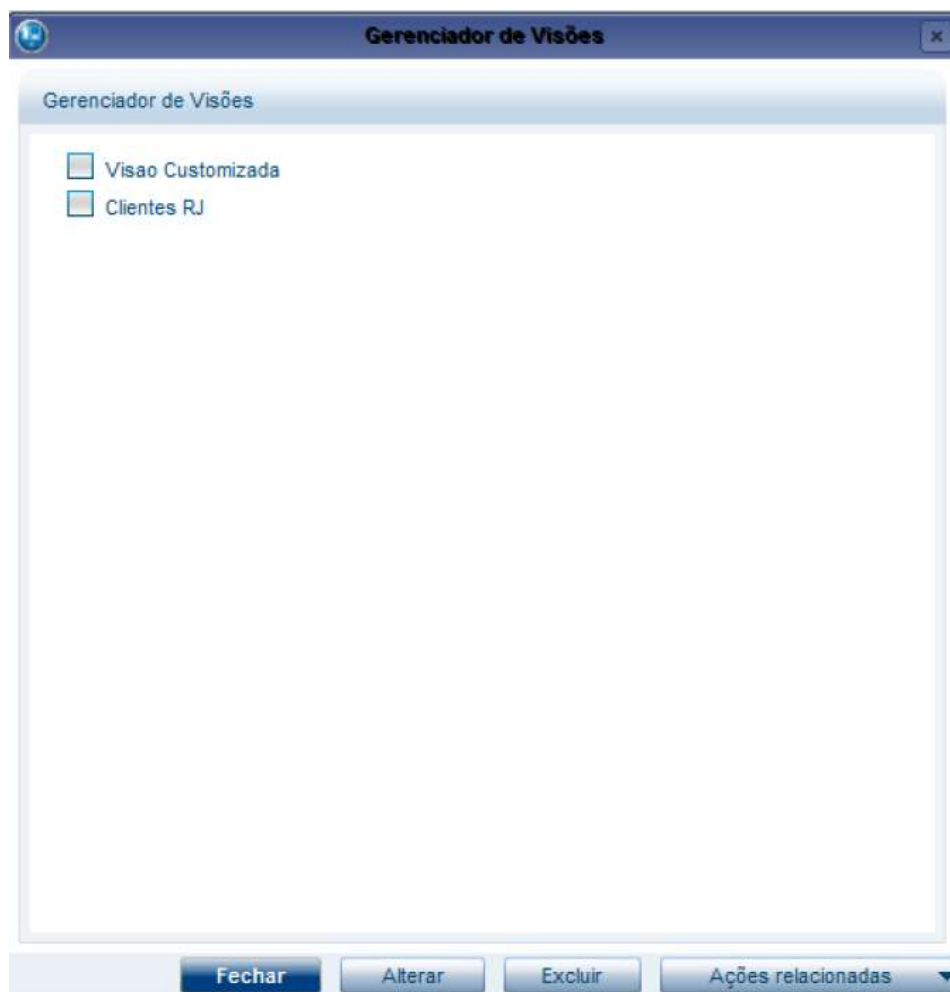 Gerenciador de Visões
Gerenciador de Visões
Visao Customizada
Clientes RJ
Fechar Alterar Excluir Ações relacionadas